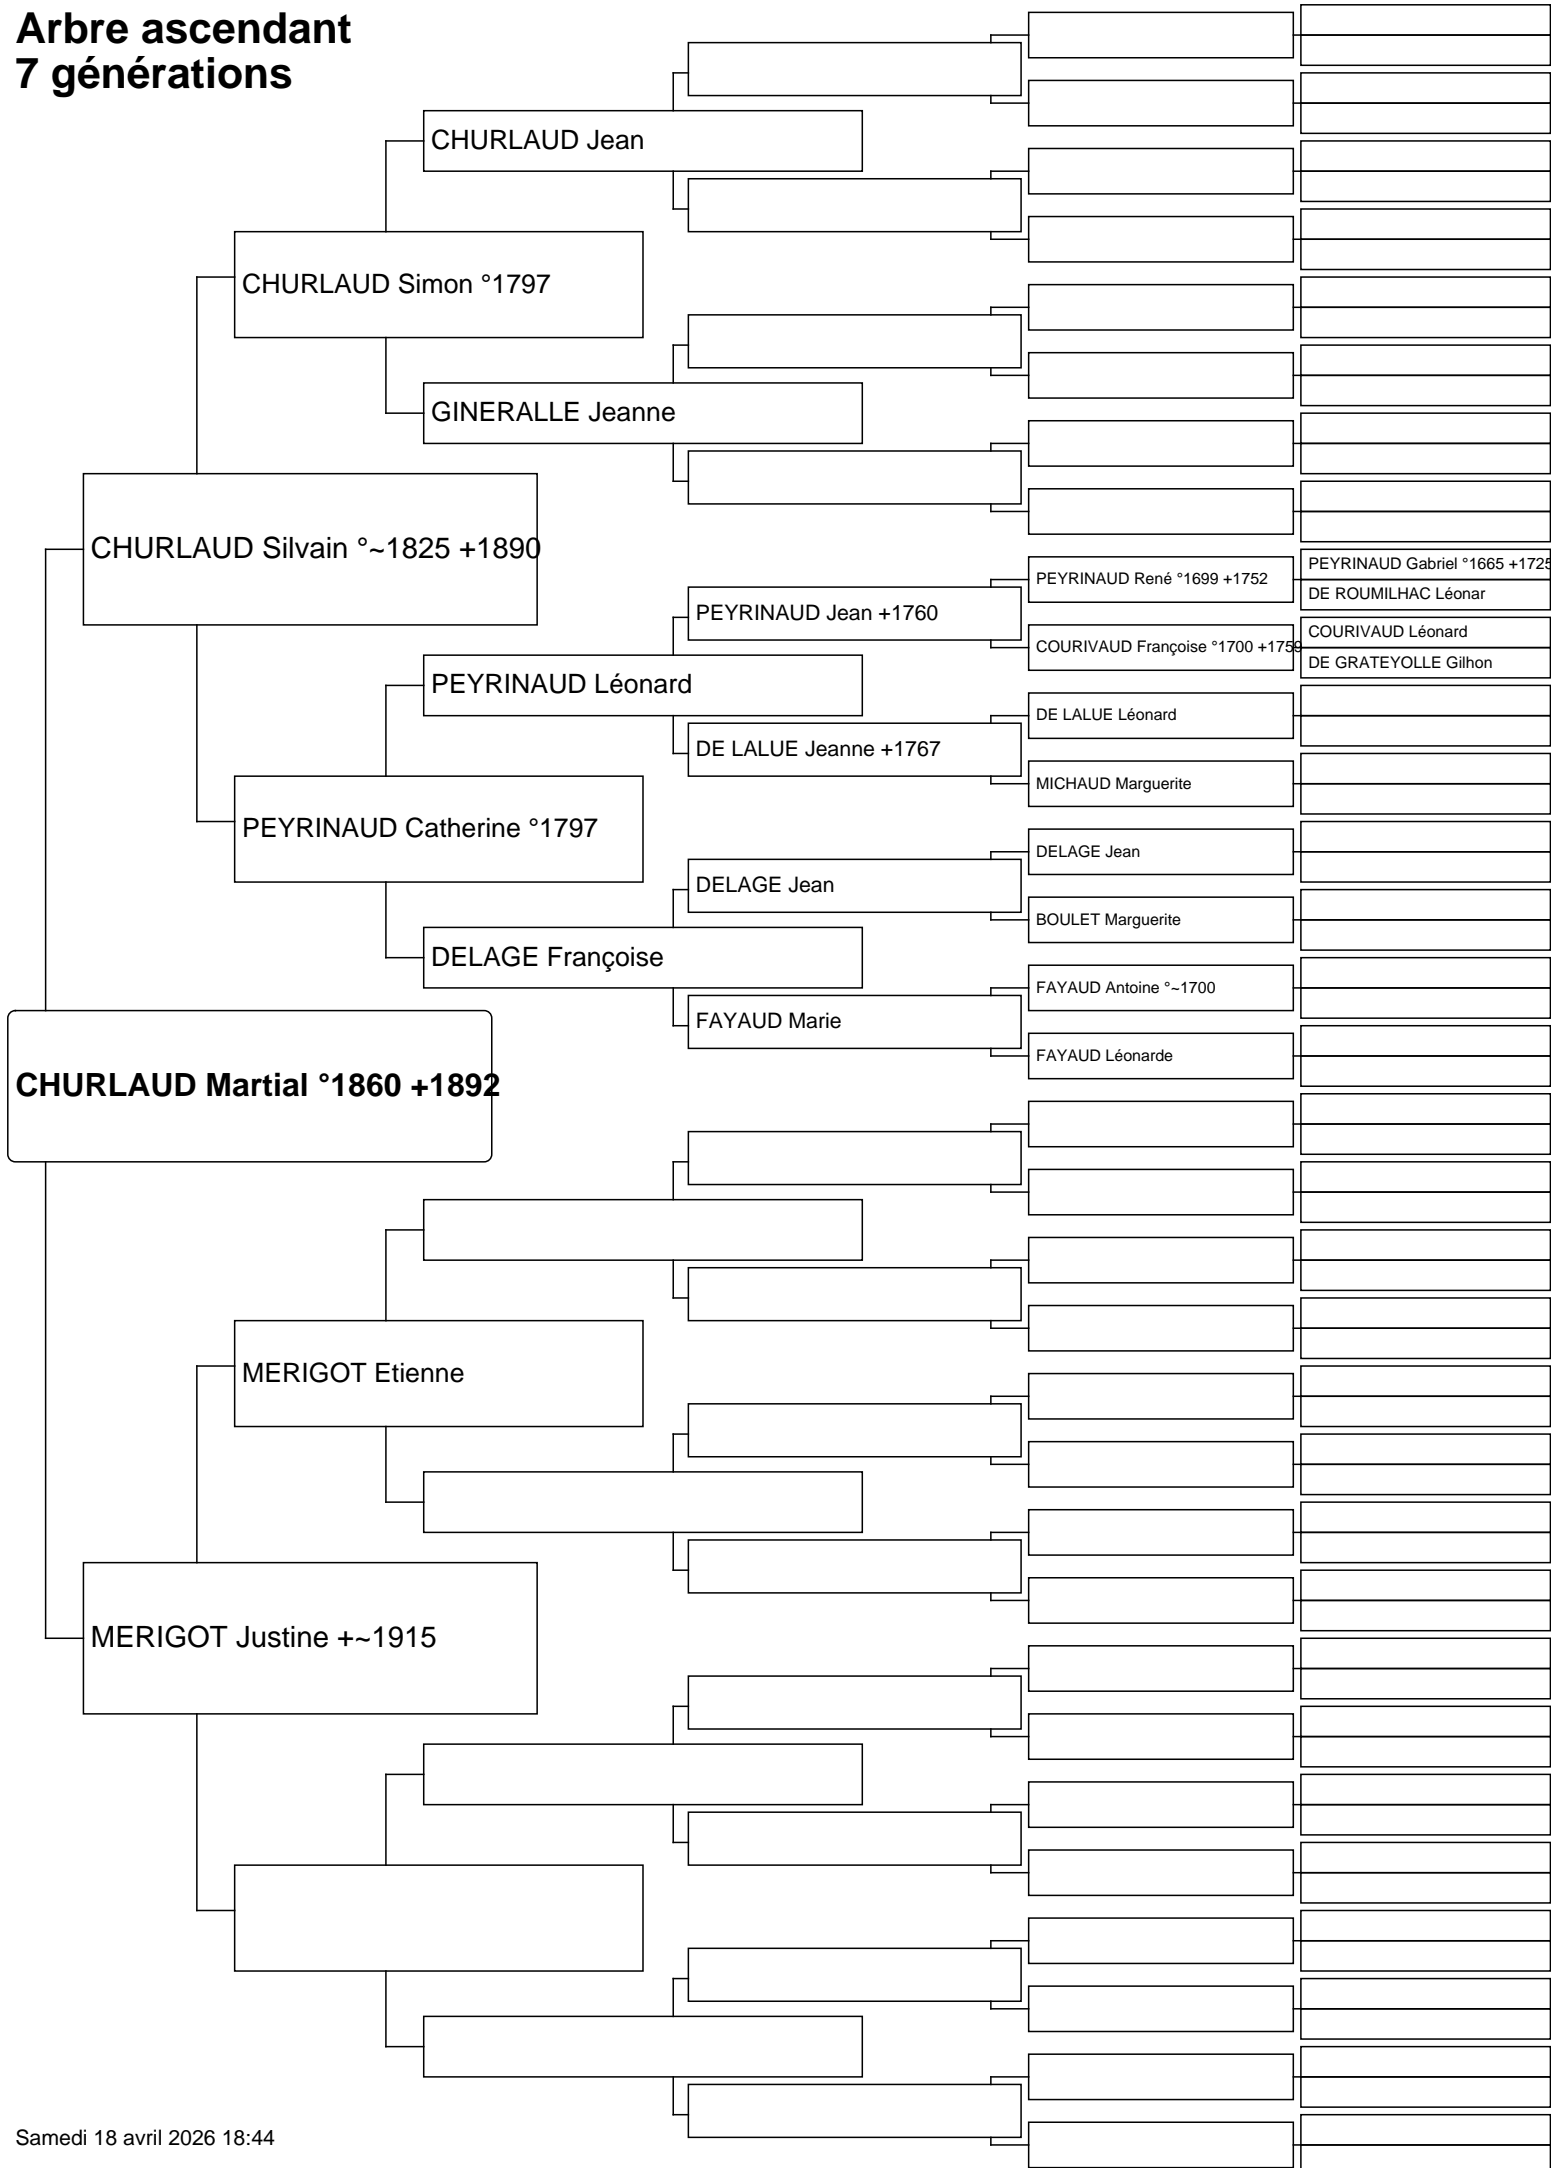 Arbre ascendant
7 générations
CHURLAUD Jean
CHURLAUD Simon °1797
GINERALLE Jeanne
CHURLAUD Silvain °~1825 +1890
PEYRINAUD Gabriel °1665 +1725
PEYRINAUD René °1699 +1752
DE ROUMILHAC Léonar
PEYRINAUD Jean +1760
COURIVAUD Léonard
COURIVAUD Françoise °1700 +1759
DE GRATEYOLLE Gilhon
PEYRINAUD Léonard
DE LALUE Léonard
DE LALUE Jeanne +1767
MICHAUD Marguerite
PEYRINAUD Catherine °1797
DELAGE Jean
DELAGE Jean
BOULET Marguerite
DELAGE Françoise
FAYAUD Antoine °~1700
FAYAUD Marie
FAYAUD Léonarde
CHURLAUD Martial °1860 +1892
MERIGOT Etienne
MERIGOT Justine +~1915
Samedi 18 avril 2026 18:44